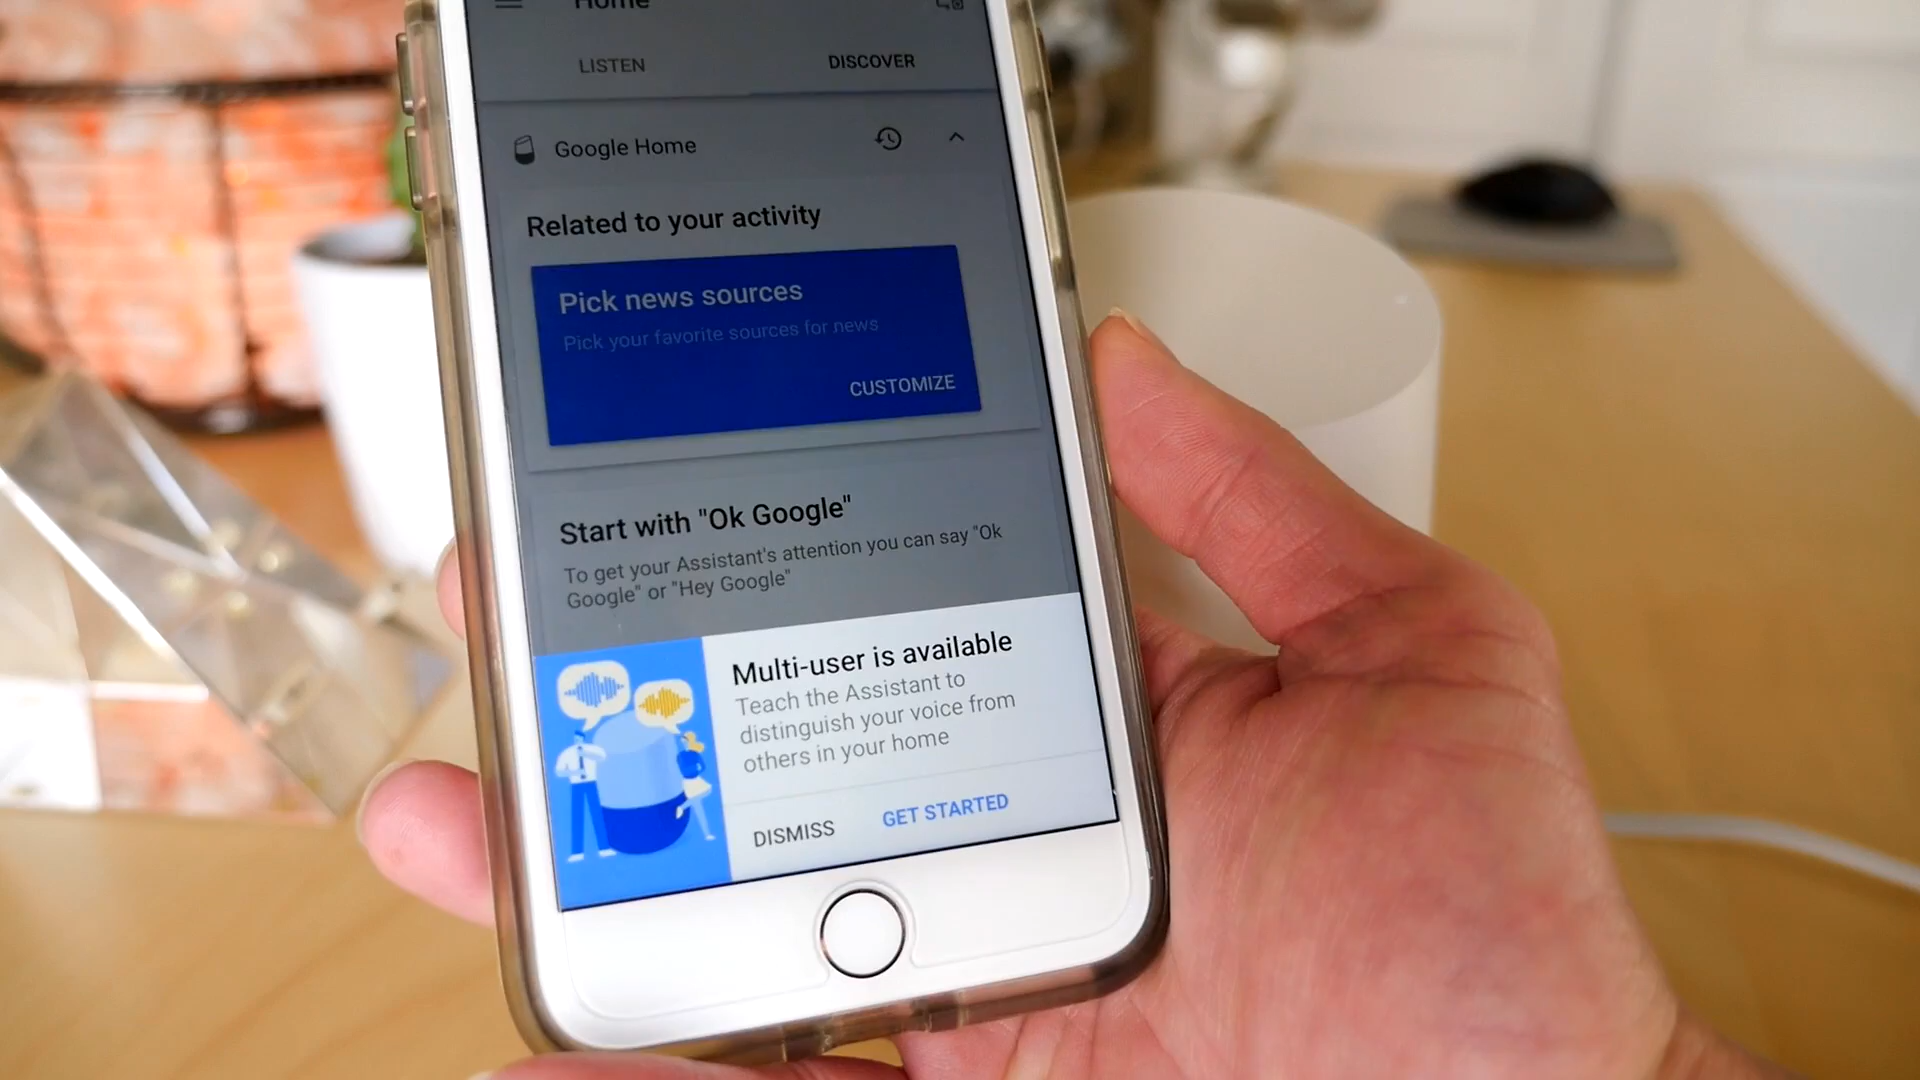 Home
LISTEN
DISCOVER
Google Home
Related to your activity
Pick news sources
Pick your favorite sources for news
CUSTOMIZE
Start with "Ok Google"
To get your Assistant's attention you can say "Ok
Google" or "Hey Google"
Multi-user is available
Teach the Assistant to
distinguish your voice from
others in your home
DISMISS
GET STARTED